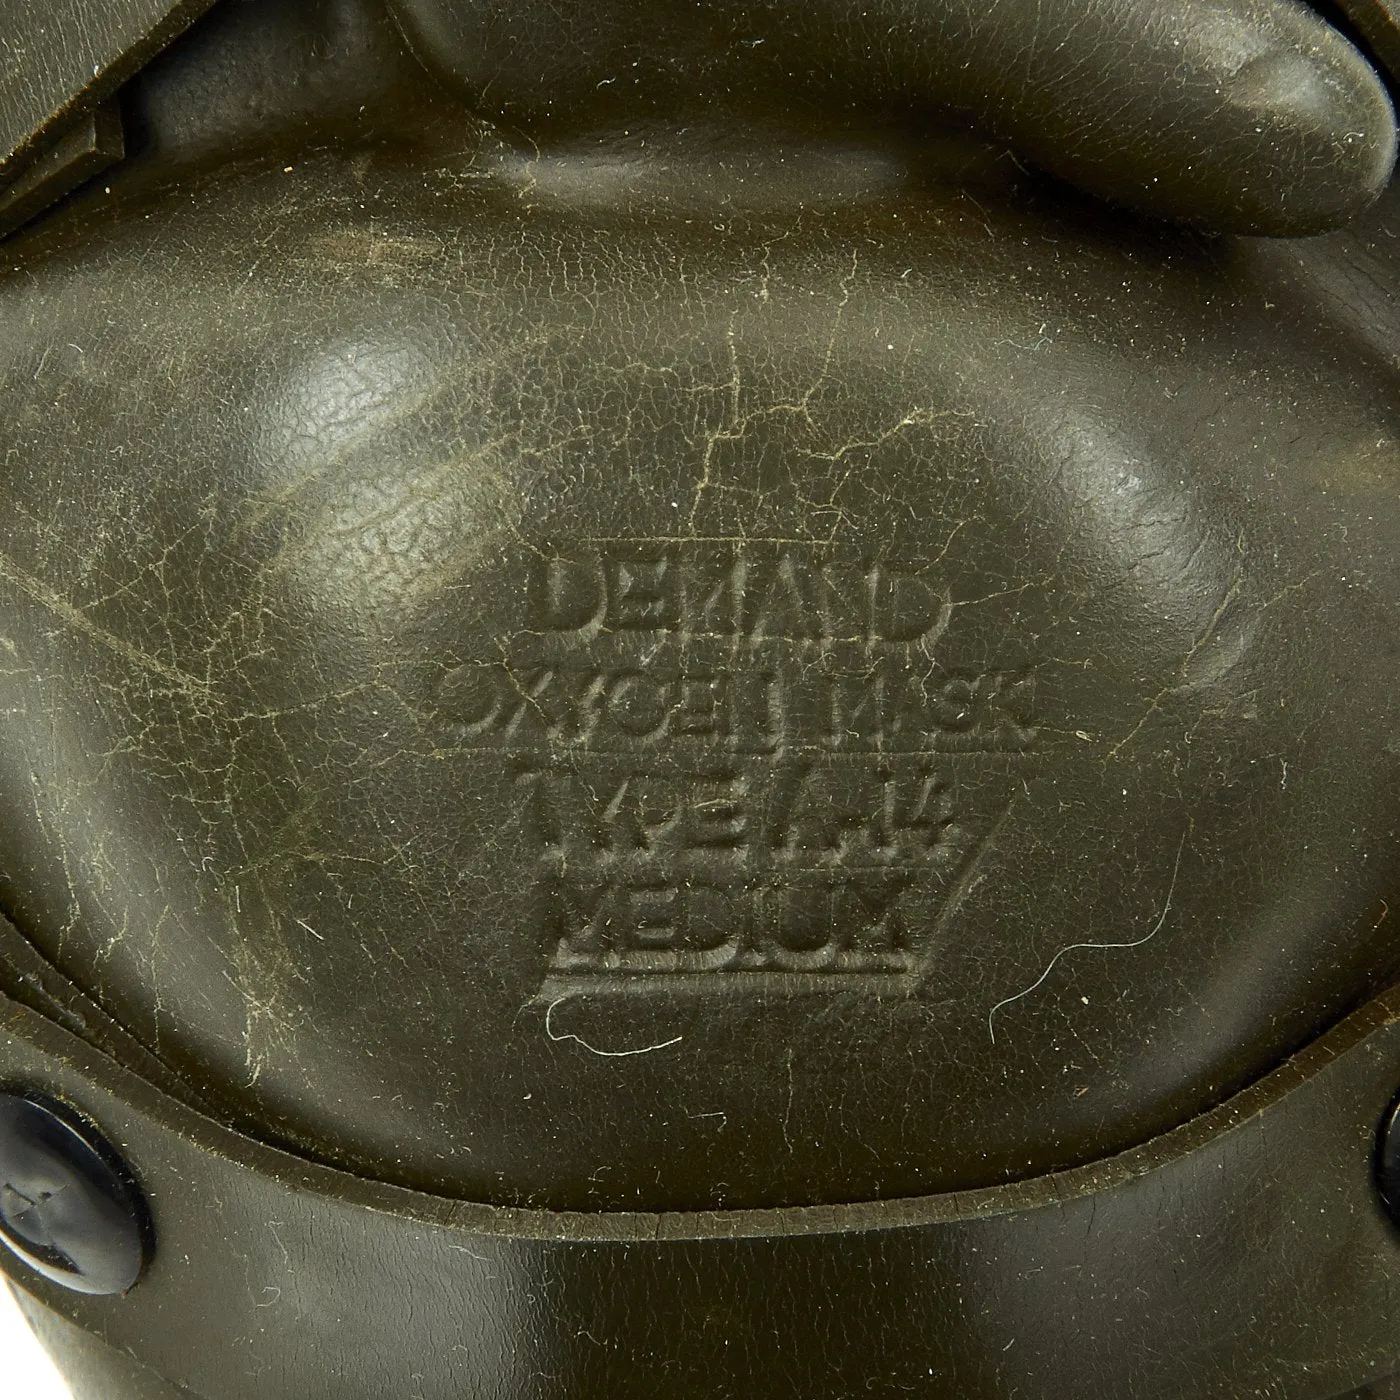 DEMAND
OXYGEN MASK
TYPE A-14
MEDIUM